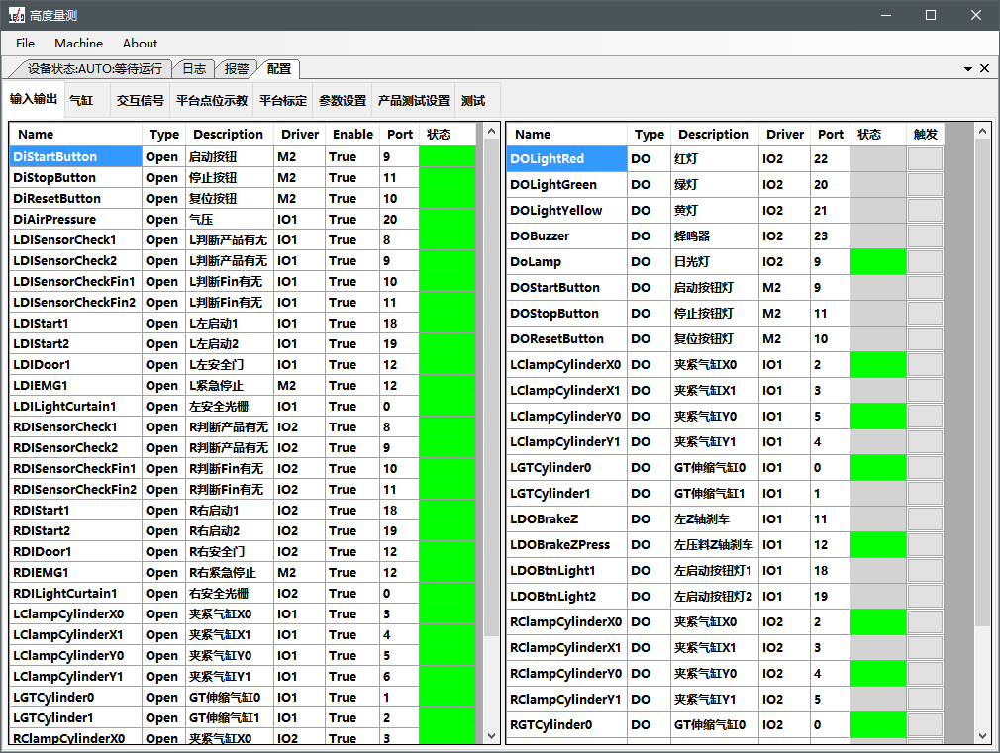 高度量测
File Machine About
设备状态:AUTO:等待运行 日志 报警 配置
输入输出 气缸 交互信号 平台点位示教 平台标定 参数设置 产品测试设置 测试
Name Type Description Driver Enable Port 状态
DiStartButton Open 启动按钮 M2 True 9
DiStopButton Open 停止按钮 M2 True 11
DiResetButton Open 复位按钮 M2 True 10
DiAirPressure Open 气压 IO1 True 20
LDISensorCheck1 Open L判断产品有无 IO1 True 8
LDISensorCheck2 Open L判断产品有无 IO1 True 9
LDISensorCheckFin1 Open L判断Fin有无 IO1 True 10
LDISensorCheckFin2 Open L判断Fin有无 IO1 True 11
LDIStart1 Open L左启动1 IO1 True 18
LDIStart2 Open L左启动2 IO1 True 19
LDIDoor1 Open L左安全门 IO1 True 12
LDIEMG1 Open L紧急停止 M2 True 12
LDILightCurtain1 Open 左安全光栅 IO1 True 0
RDISensorCheck1 Open R判断产品有无 IO2 True 8
RDISensorCheck2 Open R判断产品有无 IO2 True 9
RDISensorCheckFin1 Open R判断Fin有无 IO2 True 10
RDISensorCheckFin2 Open R判断Fin有无 IO2 True 11
RDIStart1 Open R右启动1 IO2 True 18
RDIStart2 Open R右启动2 IO2 True 19
RDIDoor1 Open R右安全门 IO2 True 12
RDIEMG1 Open R右紧急停止 M2 True 12
RDILightCurtain1 Open 右安全光栅 IO2 True 0
LClampCylinderX0 Open 夹紧气缸X0 IO1 True 3
LClampCylinderX1 Open 夹紧气缸X1 IO1 True 4
LClampCylinderY0 Open 夹紧气缸Y0 IO1 True 5
LClampCylinderY1 Open 夹紧气缸Y1 IO1 True 6
LGTCylinder0 Open GT伸缩气缸0 IO1 True 1
LGTCylinder1 Open GT伸缩气缸1 IO1 True 2
RClampCylinderX0 Open 夹紧气缸X0 IO2 True 3
Name Type Description Driver Port 状态 触发
DOLightRed DO 红灯 IO2 22
DOLightGreen DO 绿灯 IO2 20
DOLightYellow DO 黄灯 IO2 21
DOBuzzer DO 蜂鸣器 IO2 23
DoLamp DO 日光灯 IO2 9
DOStartButton DO 启动按钮灯 M2 9
DOStopButton DO 停止按钮灯 M2 11
DOResetButton DO 复位按钮灯 M2 10
LClampCylinderX0 DO 夹紧气缸X0 IO1 2
LClampCylinderX1 DO 夹紧气缸X1 IO1 3
LClampCylinderY0 DO 夹紧气缸Y0 IO1 5
LClampCylinderY1 DO 夹紧气缸Y1 IO1 4
LGTCylinder0 DO GT伸缩气缸0 IO1 0
LGTCylinder1 DO GT伸缩气缸1 IO1 1
LDOBrakeZ DO 左Z轴刹车 IO1 11
LDOBrakeZPress DO 左压料Z轴刹车 IO1 12
LDOBtnLight1 DO 左启动按钮灯1 IO1 18
LDOBtnLight2 DO 左启动按钮灯2 IO1 19
RClampCylinderX0 DO 夹紧气缸X0 IO2 2
RClampCylinderX1 DO 夹紧气缸X1 IO2 3
RClampCylinderY0 DO 夹紧气缸Y0 IO2 4
RClampCylinderY1 DO 夹紧气缸Y1 IO2 5
RGTCylinder0 DO GT伸缩气缸0 IO2 0